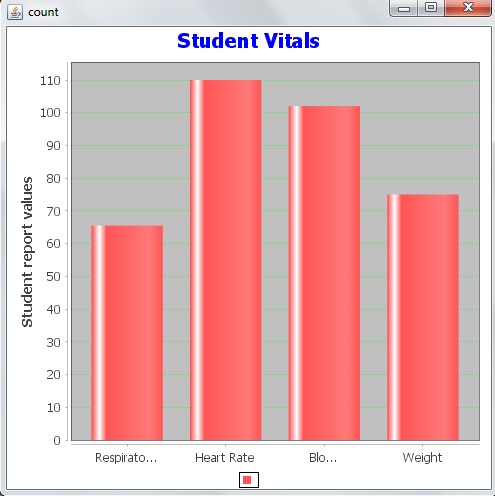 count
Student Vitals
Student report values
110
100
90
80
70
60
50
40
30
20
10
0
Respirato...
Heart Rate
Blo...
Weight